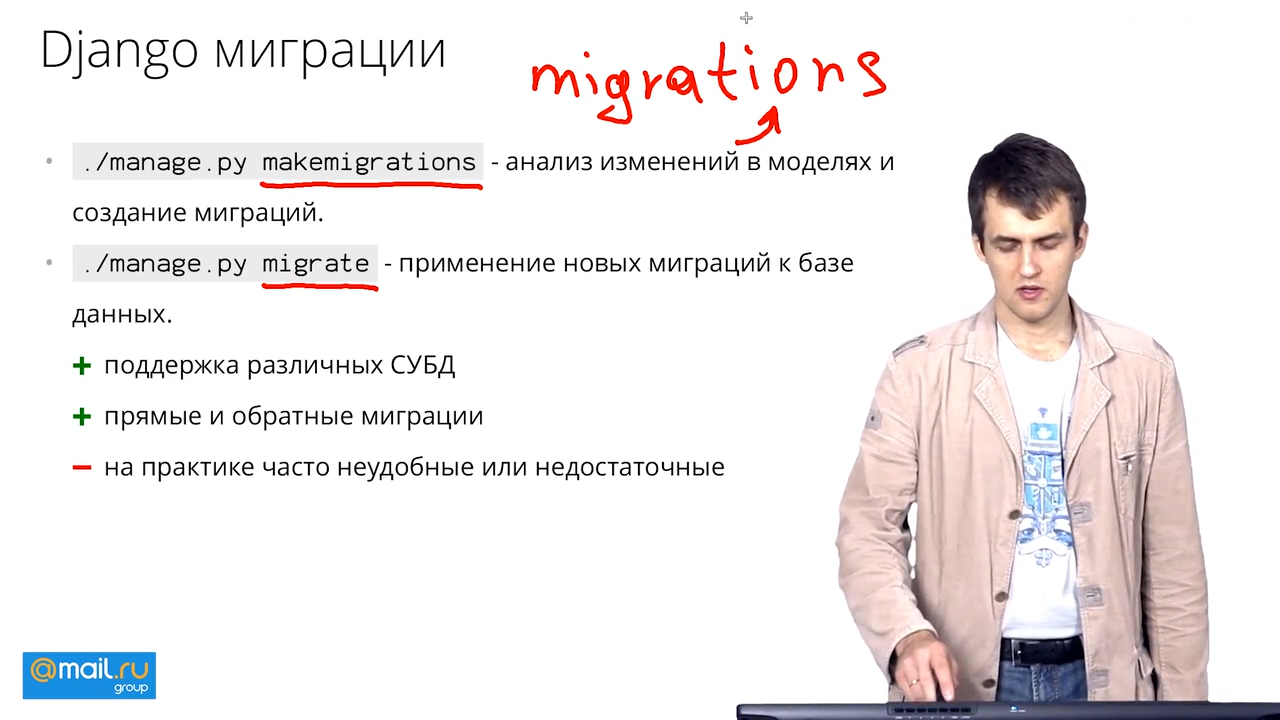 Django миграции
migrations
./manage.py makemigrations - анализ изменений в моделях и
создание миграций.
./manage.py migrate - применение новых миграций к базе
данных.
+ поддержка различных СУБД
+ прямые и обратные миграции
− на практике часто неудобные или недостаточные
@mail.ru
group